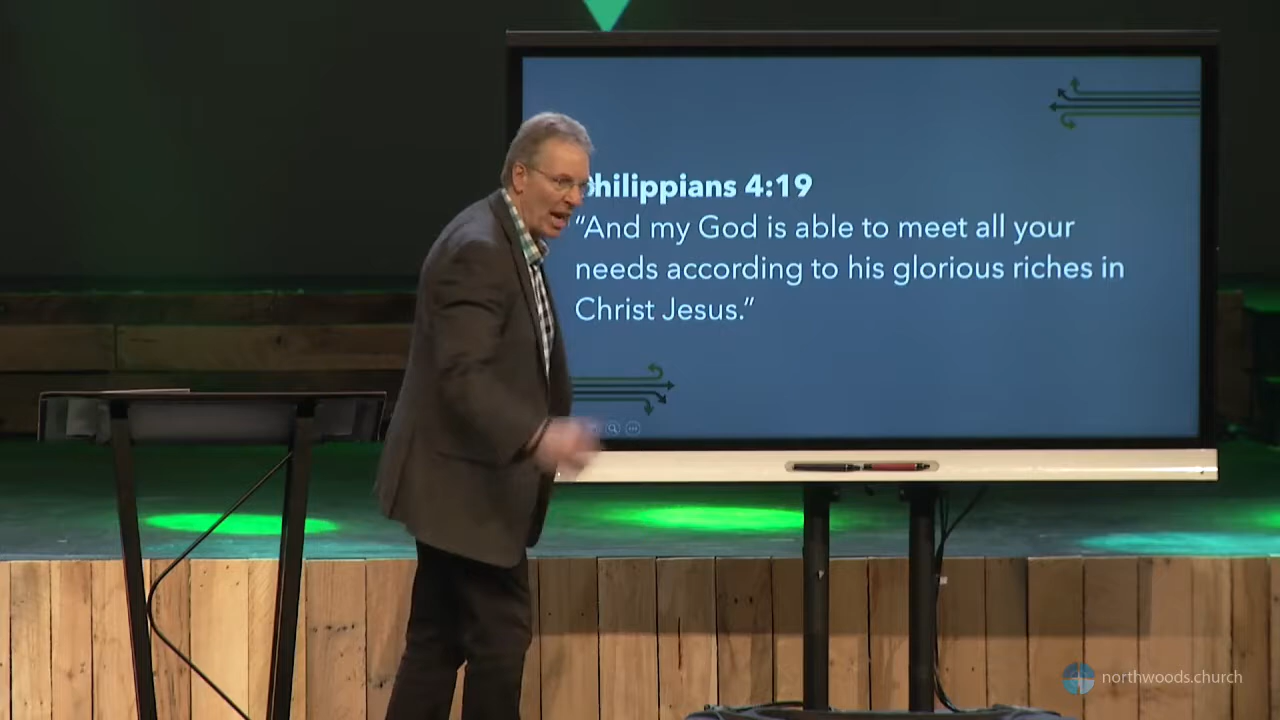 Philippians 4:19
“And my God is able to meet all your
needs according to his glorious riches in
Christ Jesus.”
northwoods.church